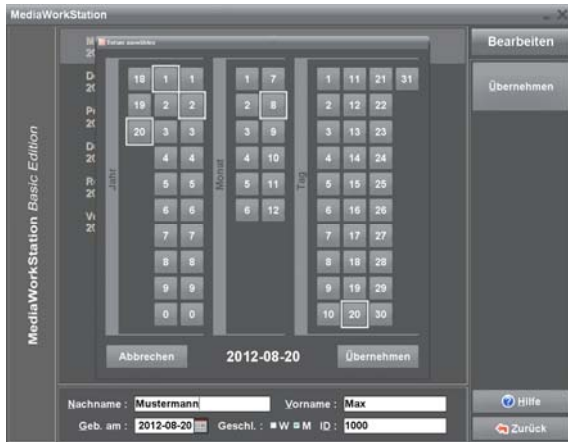 MediaWorkStation
Datum auswählen
Bearbeiten
Übernehmen
MediaWorkStation Basic Edition
Jahr
18 1 1
19 2 2
20 3 3
4 4
5 5
6 6
7 7
8 8
9 9
0 0
Monat
1 7
2 8
3 9
4 10
5 11
6 12
Tag
1 11 21 31
2 12 22
3 13 23
4 14 24
5 15 25
6 16 26
7 17 27
8 18 28
9 19 29
10 20 30
Abbrechen 2012-08-20 Übernehmen
Nachname : Mustermann Vorname : Max
Geb. am : 2012-08-20 Geschl. : W M ID : 1000
Hilfe
Zurück